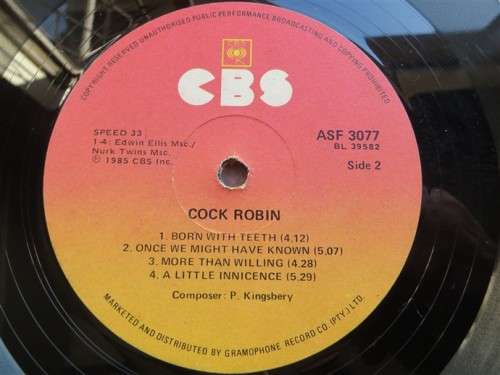 COPY RIGHT RESERVED UNAUTHORISED PUBLIC PERFORMANCE BROADCASTING AND COPYING PROHIBITED.
CBS
SPEED 33
1-4: Edwin Ellis Msc./
Nurk Twins Msc.
℗ 1985 CBS Inc.
ASF 3077
BL 39582
Side 2
COCK ROBIN
1. BORN WITH TEETH (4.12)
2. ONCE WE MIGHT HAVE KNOWN (5.07)
3. MORE THAN WILLING (4.28)
4. A LITTLE INNICENCE (5.29)
Composer: P. Kingsbery
MARKETED AND DISTRIBUTED BY GRAMOPHONE RECORD CO. (PTY.) LTD.